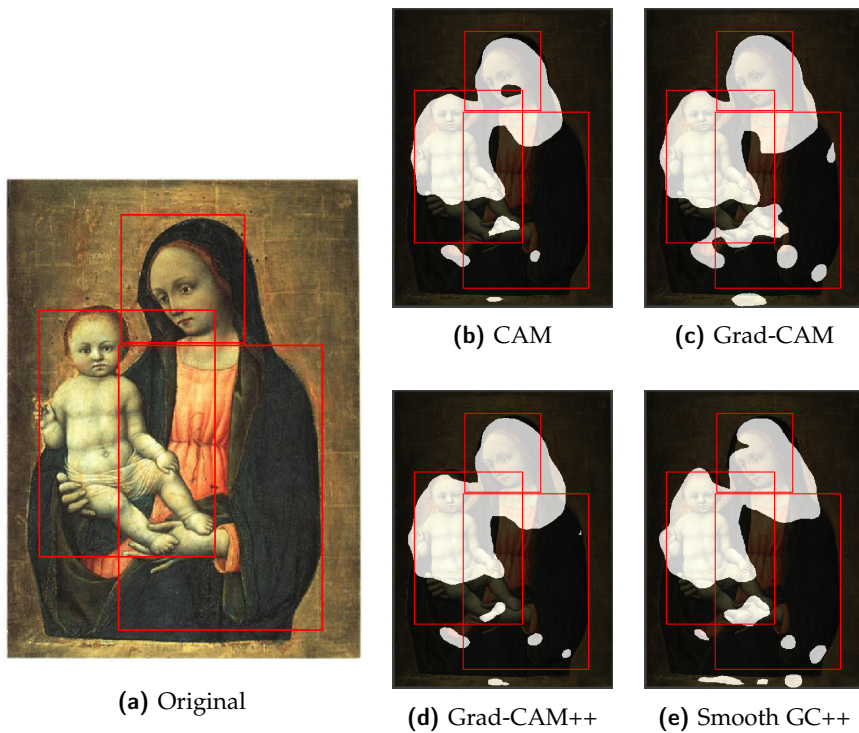 (a) Original
(b) CAM
(c) Grad-CAM
(d) Grad-CAM++
(e) Smooth GC++